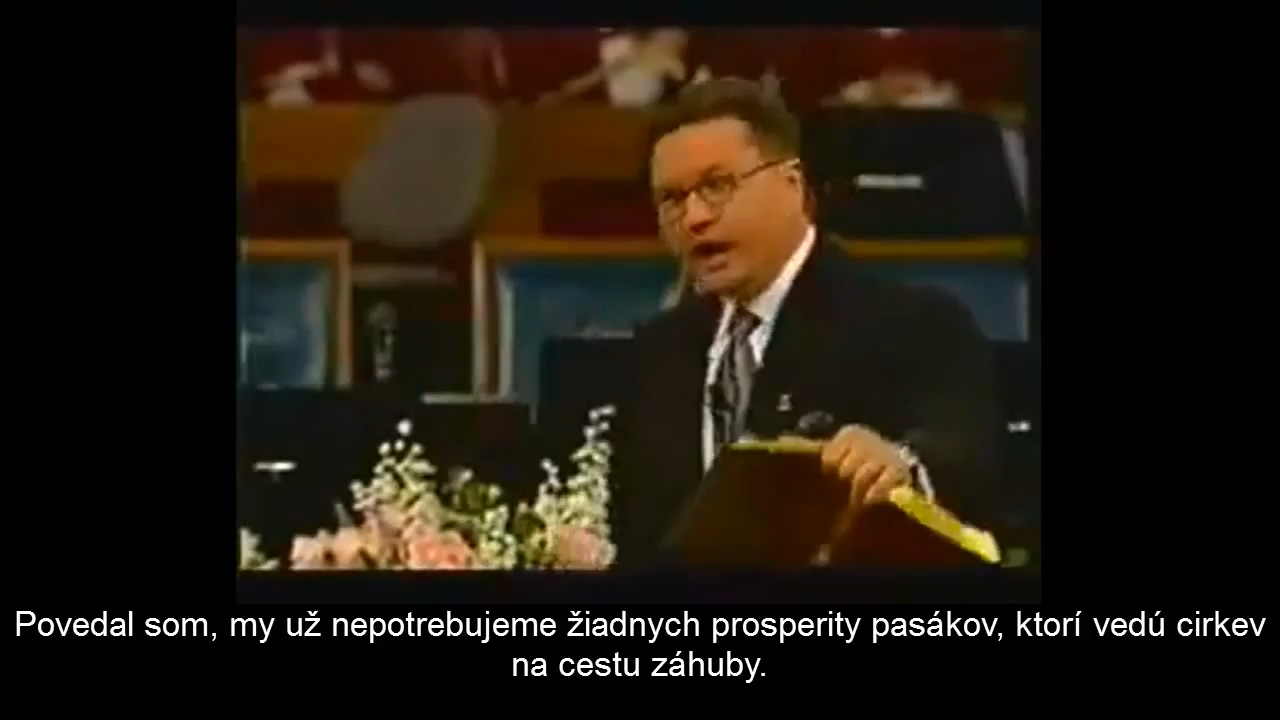 Povedal som, my už nepotrebujeme žiadnych prosperity pasákov, ktorí vedú cirkev
na cestu záhuby.